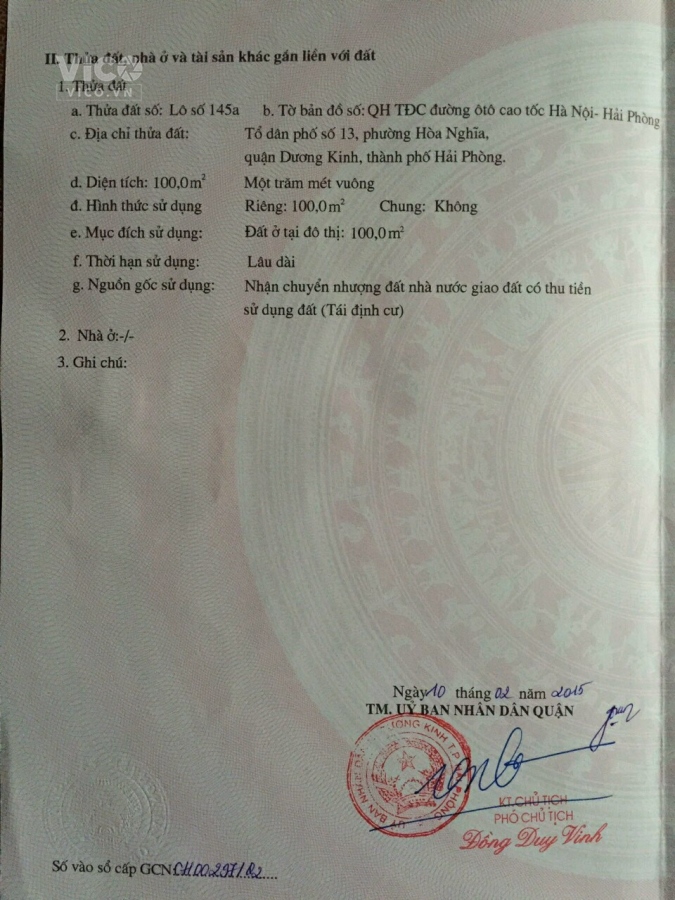 II. Thửa đất, nhà ở và tài sản khác gắn liền với đất
VICO
VICO.VN
1. Thửa đất
a. Thửa đất số: Lô số 145a b. Tờ bản đồ số: QH TĐC đường ôtô cao tốc Hà Nội- Hải Phòng
c. Địa chỉ thửa đất: Tổ dân phố số 13, phường Hòa Nghĩa,
quận Dương Kinh, thành phố Hải Phòng.
d. Diện tích: 100,0m² Một trăm mét vuông
đ. Hình thức sử dụng Riêng: 100,0m² Chung: Không
e. Mục đích sử dụng: Đất ở tại đô thị: 100,0m²
f. Thời hạn sử dụng: Lâu dài
g. Nguồn gốc sử dụng: Nhận chuyển nhượng đất nhà nước giao đất có thu tiền
sử dụng đất (Tái định cư)
2. Nhà ở:-/-
3. Ghi chú:
Ngày 10 tháng 02 năm 2015
TM. UỶ BAN NHÂN DÂN QUẬN
KT.CHỦ TỊCH
PHÓ CHỦ TỊCH
Đồng Duy Vinh
Số vào sổ cấp GCN: